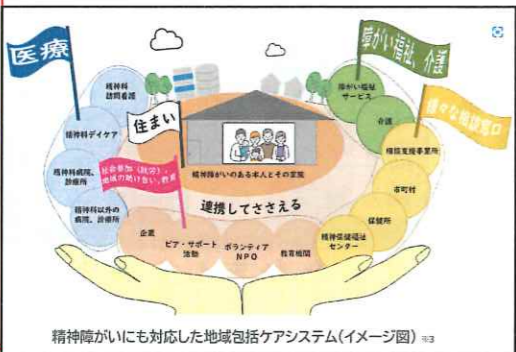 医療
障がい福祉、介護
様々な相談窓口
住まい
社会参加(就労)、
地域の助け合い、教育
精神科
訪問看護
精神科デイケア
精神科病院、
診療所
精神科以外の
病院、診療所
精神障がいのある本人とその家族
連携してささえる
企業
ピア・サポート
活動
ボランティア
NPO
教育機関
障がい福祉
サービス
介護
相談支援事業所
市町村
保健所
精神保健福祉
センター
精神障がいにも対応した地域包括ケアシステム(イメージ図) ※3